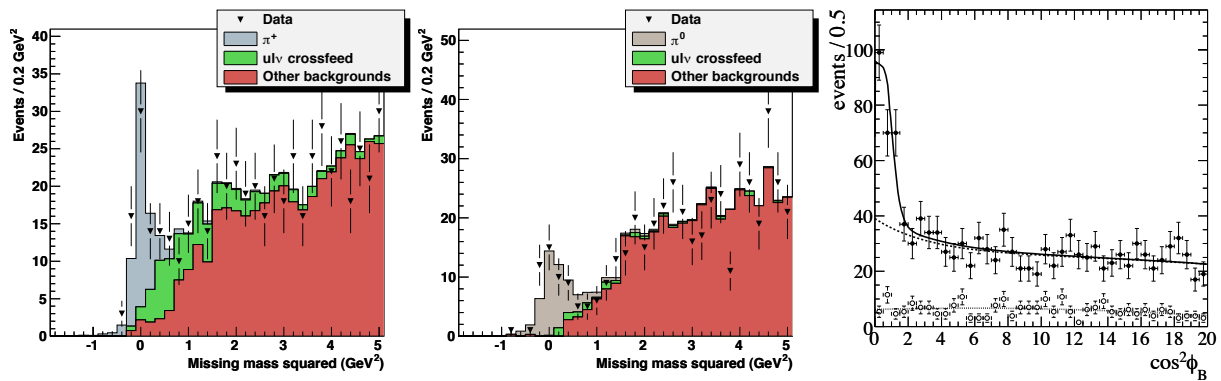 Data
π⁺
ulν crossfeed
Other backgrounds
Events / 0.2 GeV²
40
35
30
25
20
15
10
5
0
-1 0 1 2 3 4 5
Missing mass squared (GeV²)
Data
π⁰
ulν crossfeed
Other backgrounds
Events / 0.2 GeV²
50
40
30
20
10
0
-1 0 1 2 3 4 5
Missing mass squared (GeV²)
events / 0.5
100
80
60
40
20
0
0 2 4 6 8 10 12 14 16 18 20
cos²ϕ_B